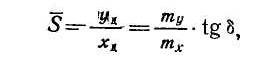 S̄ = y_д / x_д = m_y / m_x · tg δ,